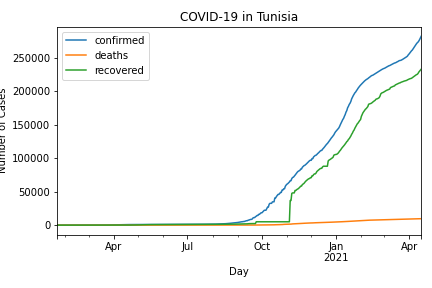 COVID-19 in Tunisia
confirmed
deaths
recovered
Number of Cases
250000
200000
150000
100000
50000
0
Apr
Jul
Oct
Jan
2021
Apr
Day